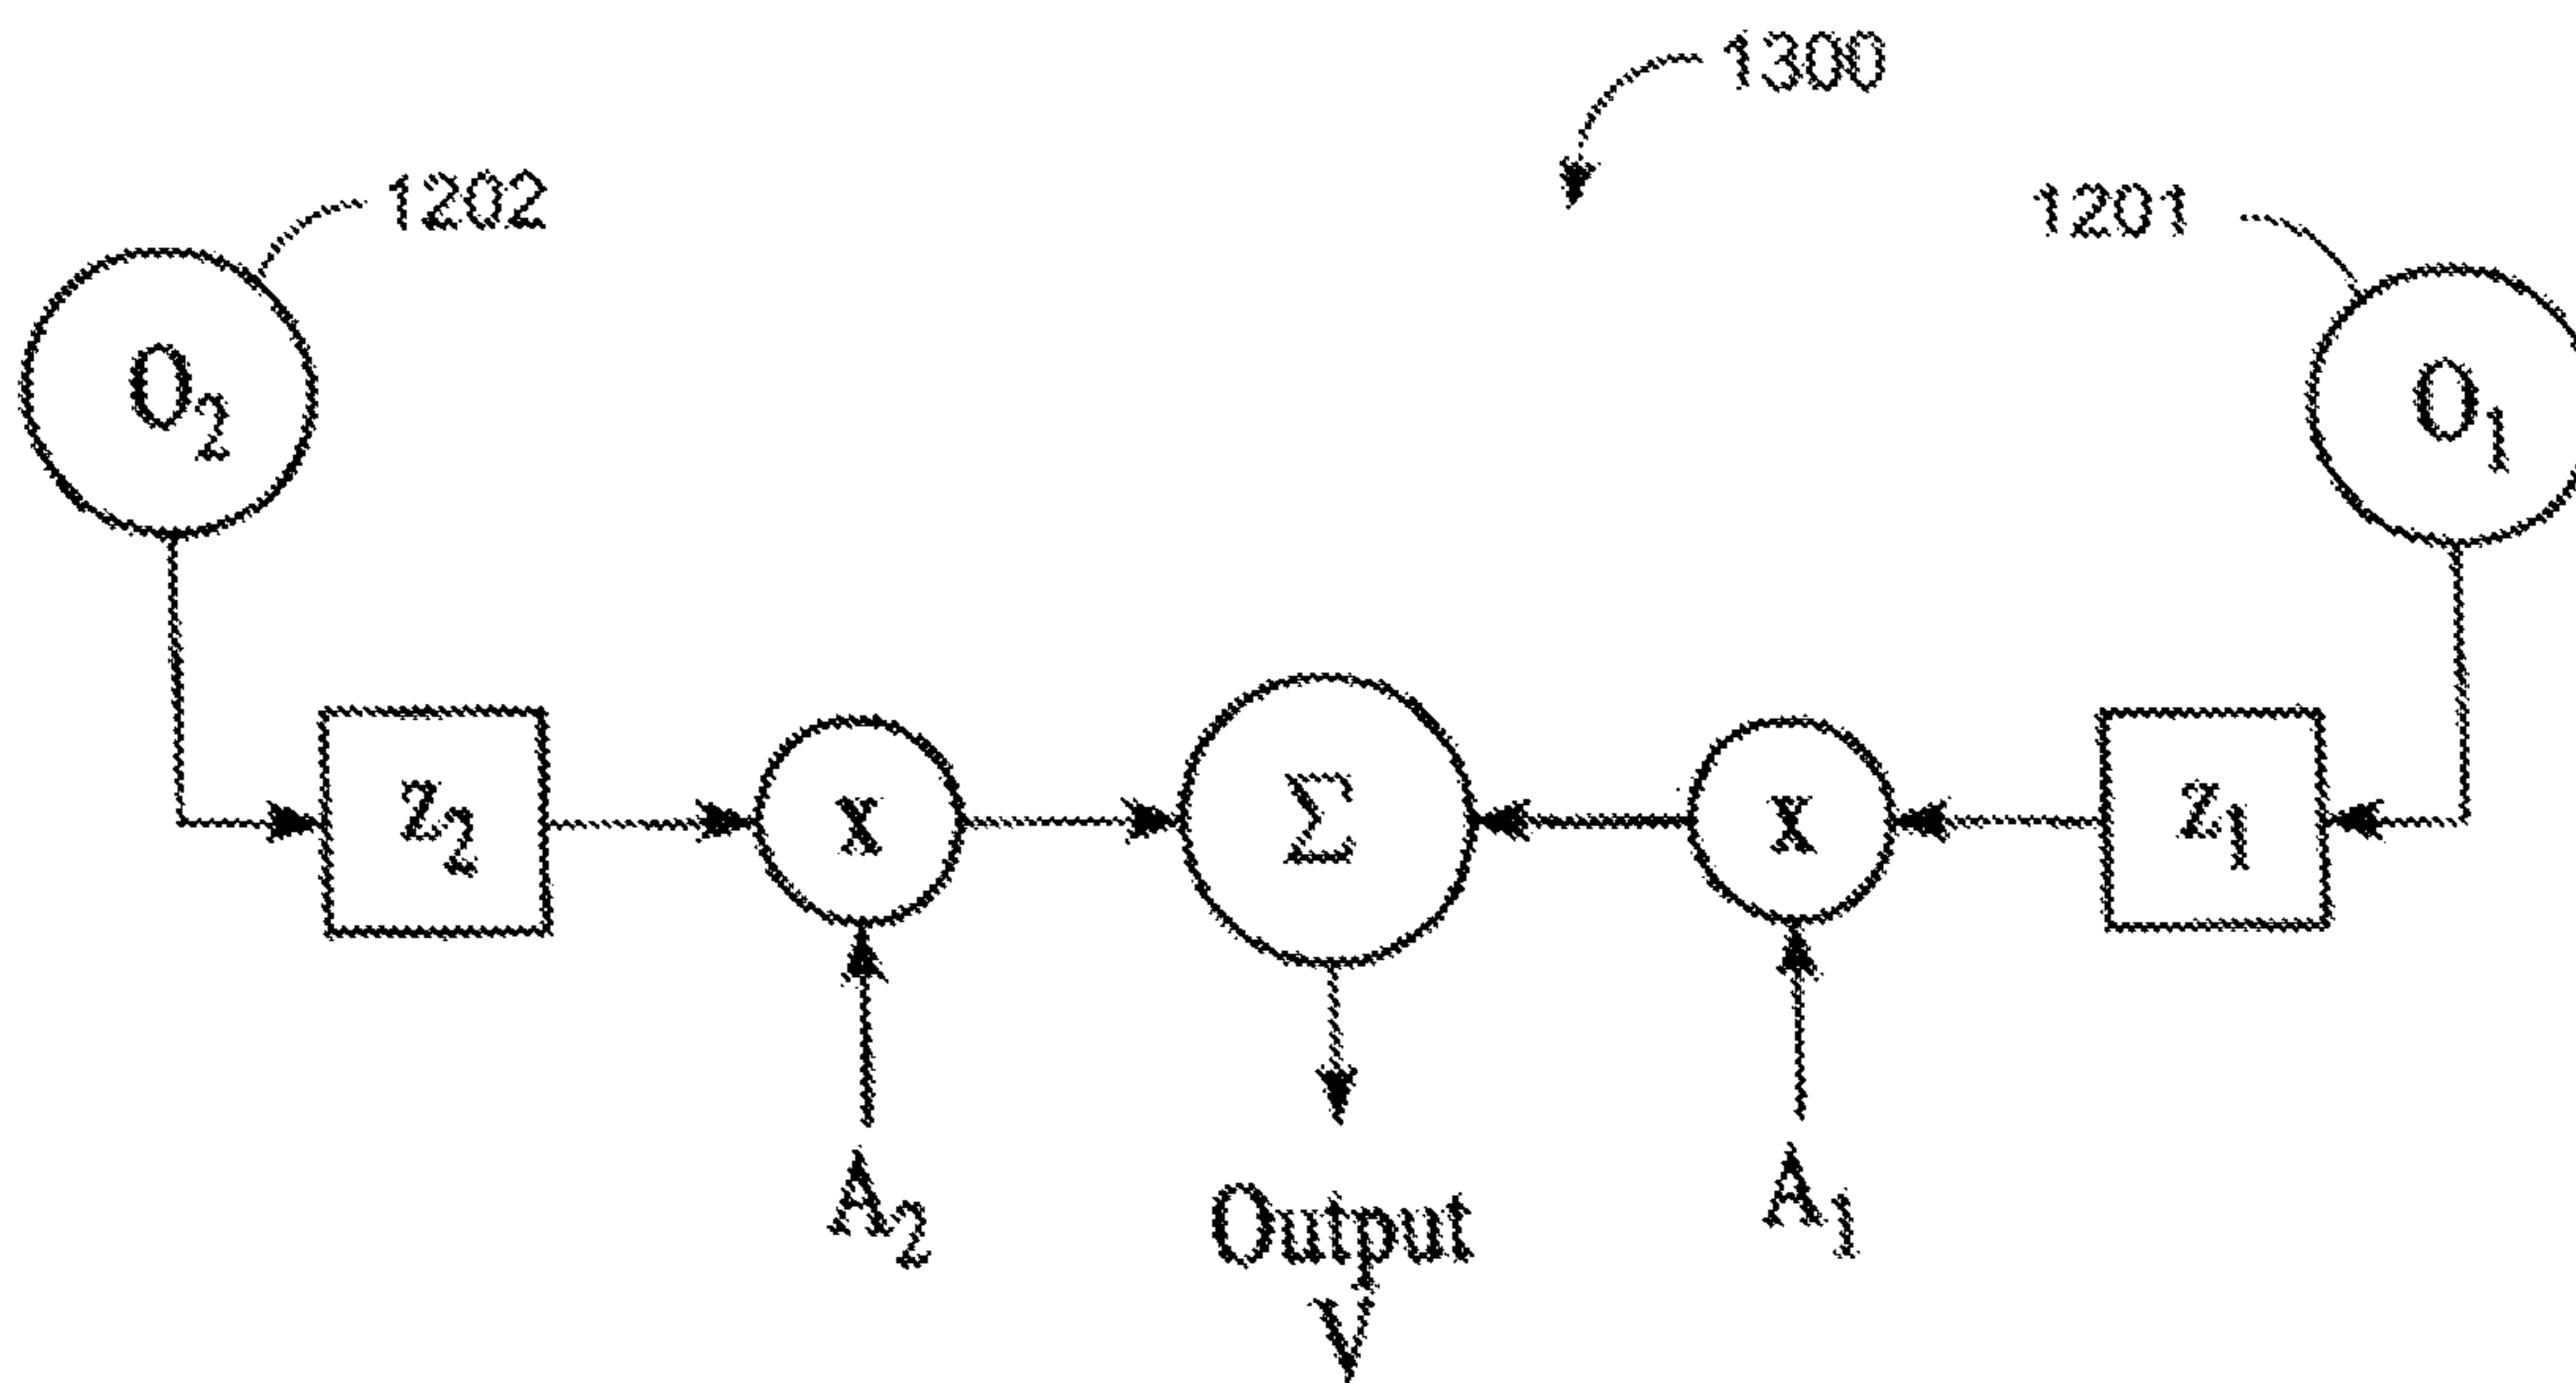 1300
1202
1201
O₂
O₁
z₂
x
Σ
x
z₁
A₂
Output
A₁
V